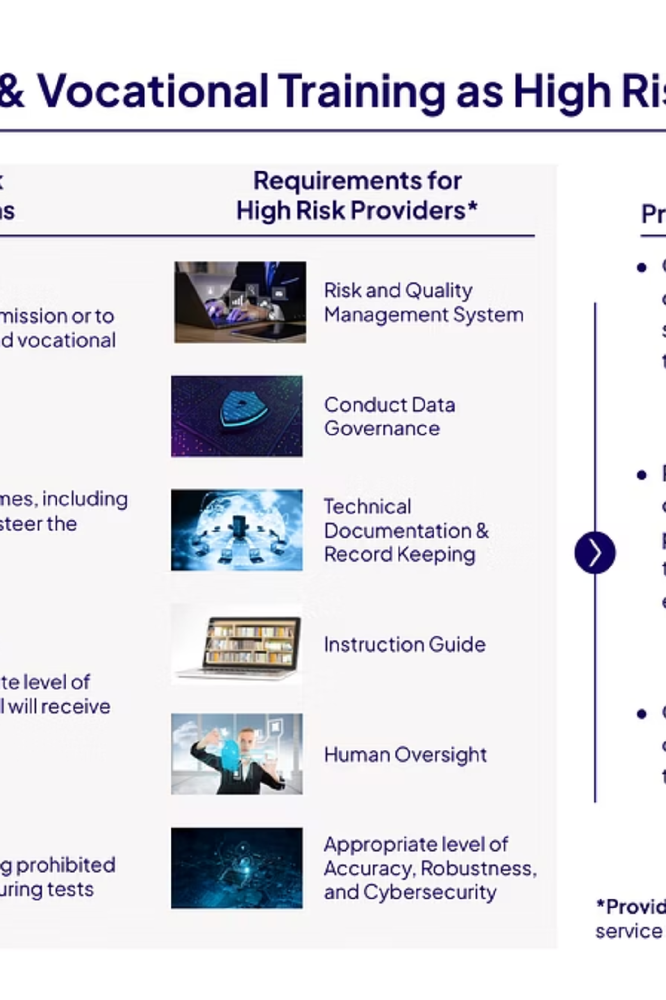 & Vocational Training as High
Requirements for
High Risk Providers*
mission or to
vocational
Risk and Quality
Management System
Conduct Data
Governance
mes, including
steer the
Technical
Documentation &
Record Keeping
Instruction Guide
te level of
will receive
Human Oversight
g prohibited
uring tests
Appropriate level of
Accuracy, Robustness,
and Cybersecurity
*Provid
service